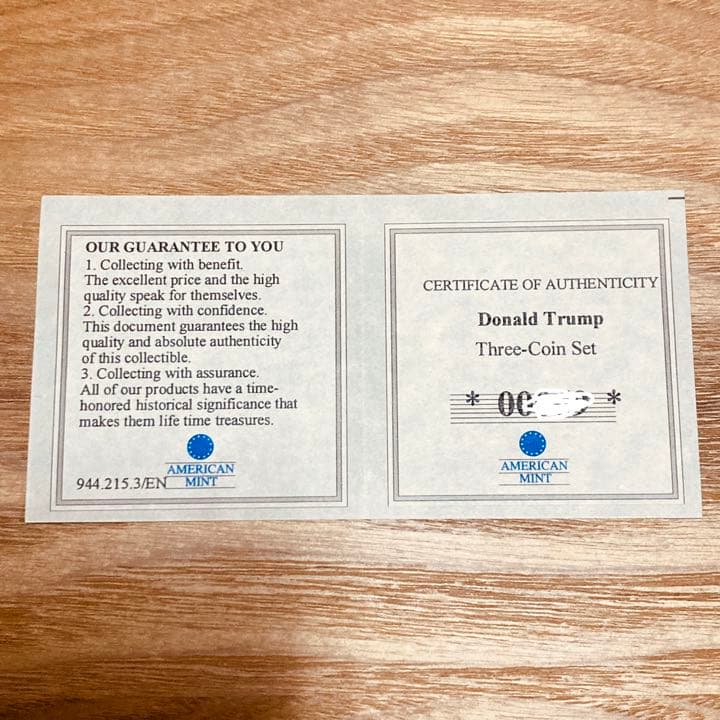 OUR GUARANTEE TO YOU
1. Collecting with benefit.
The excellent price and the high
quality speak for themselves.
2. Collecting with confidence.
This document guarantees the high
quality and absolute authenticity
of this collectible.
3. Collecting with assurance.
All of our products have a time-
honored historical significance that
makes them life time treasures.
944.215.3/EN
AMERICAN
MINT
CERTIFICATE OF AUTHENTICITY
Donald Trump
Three-Coin Set
AMERICAN
MINT